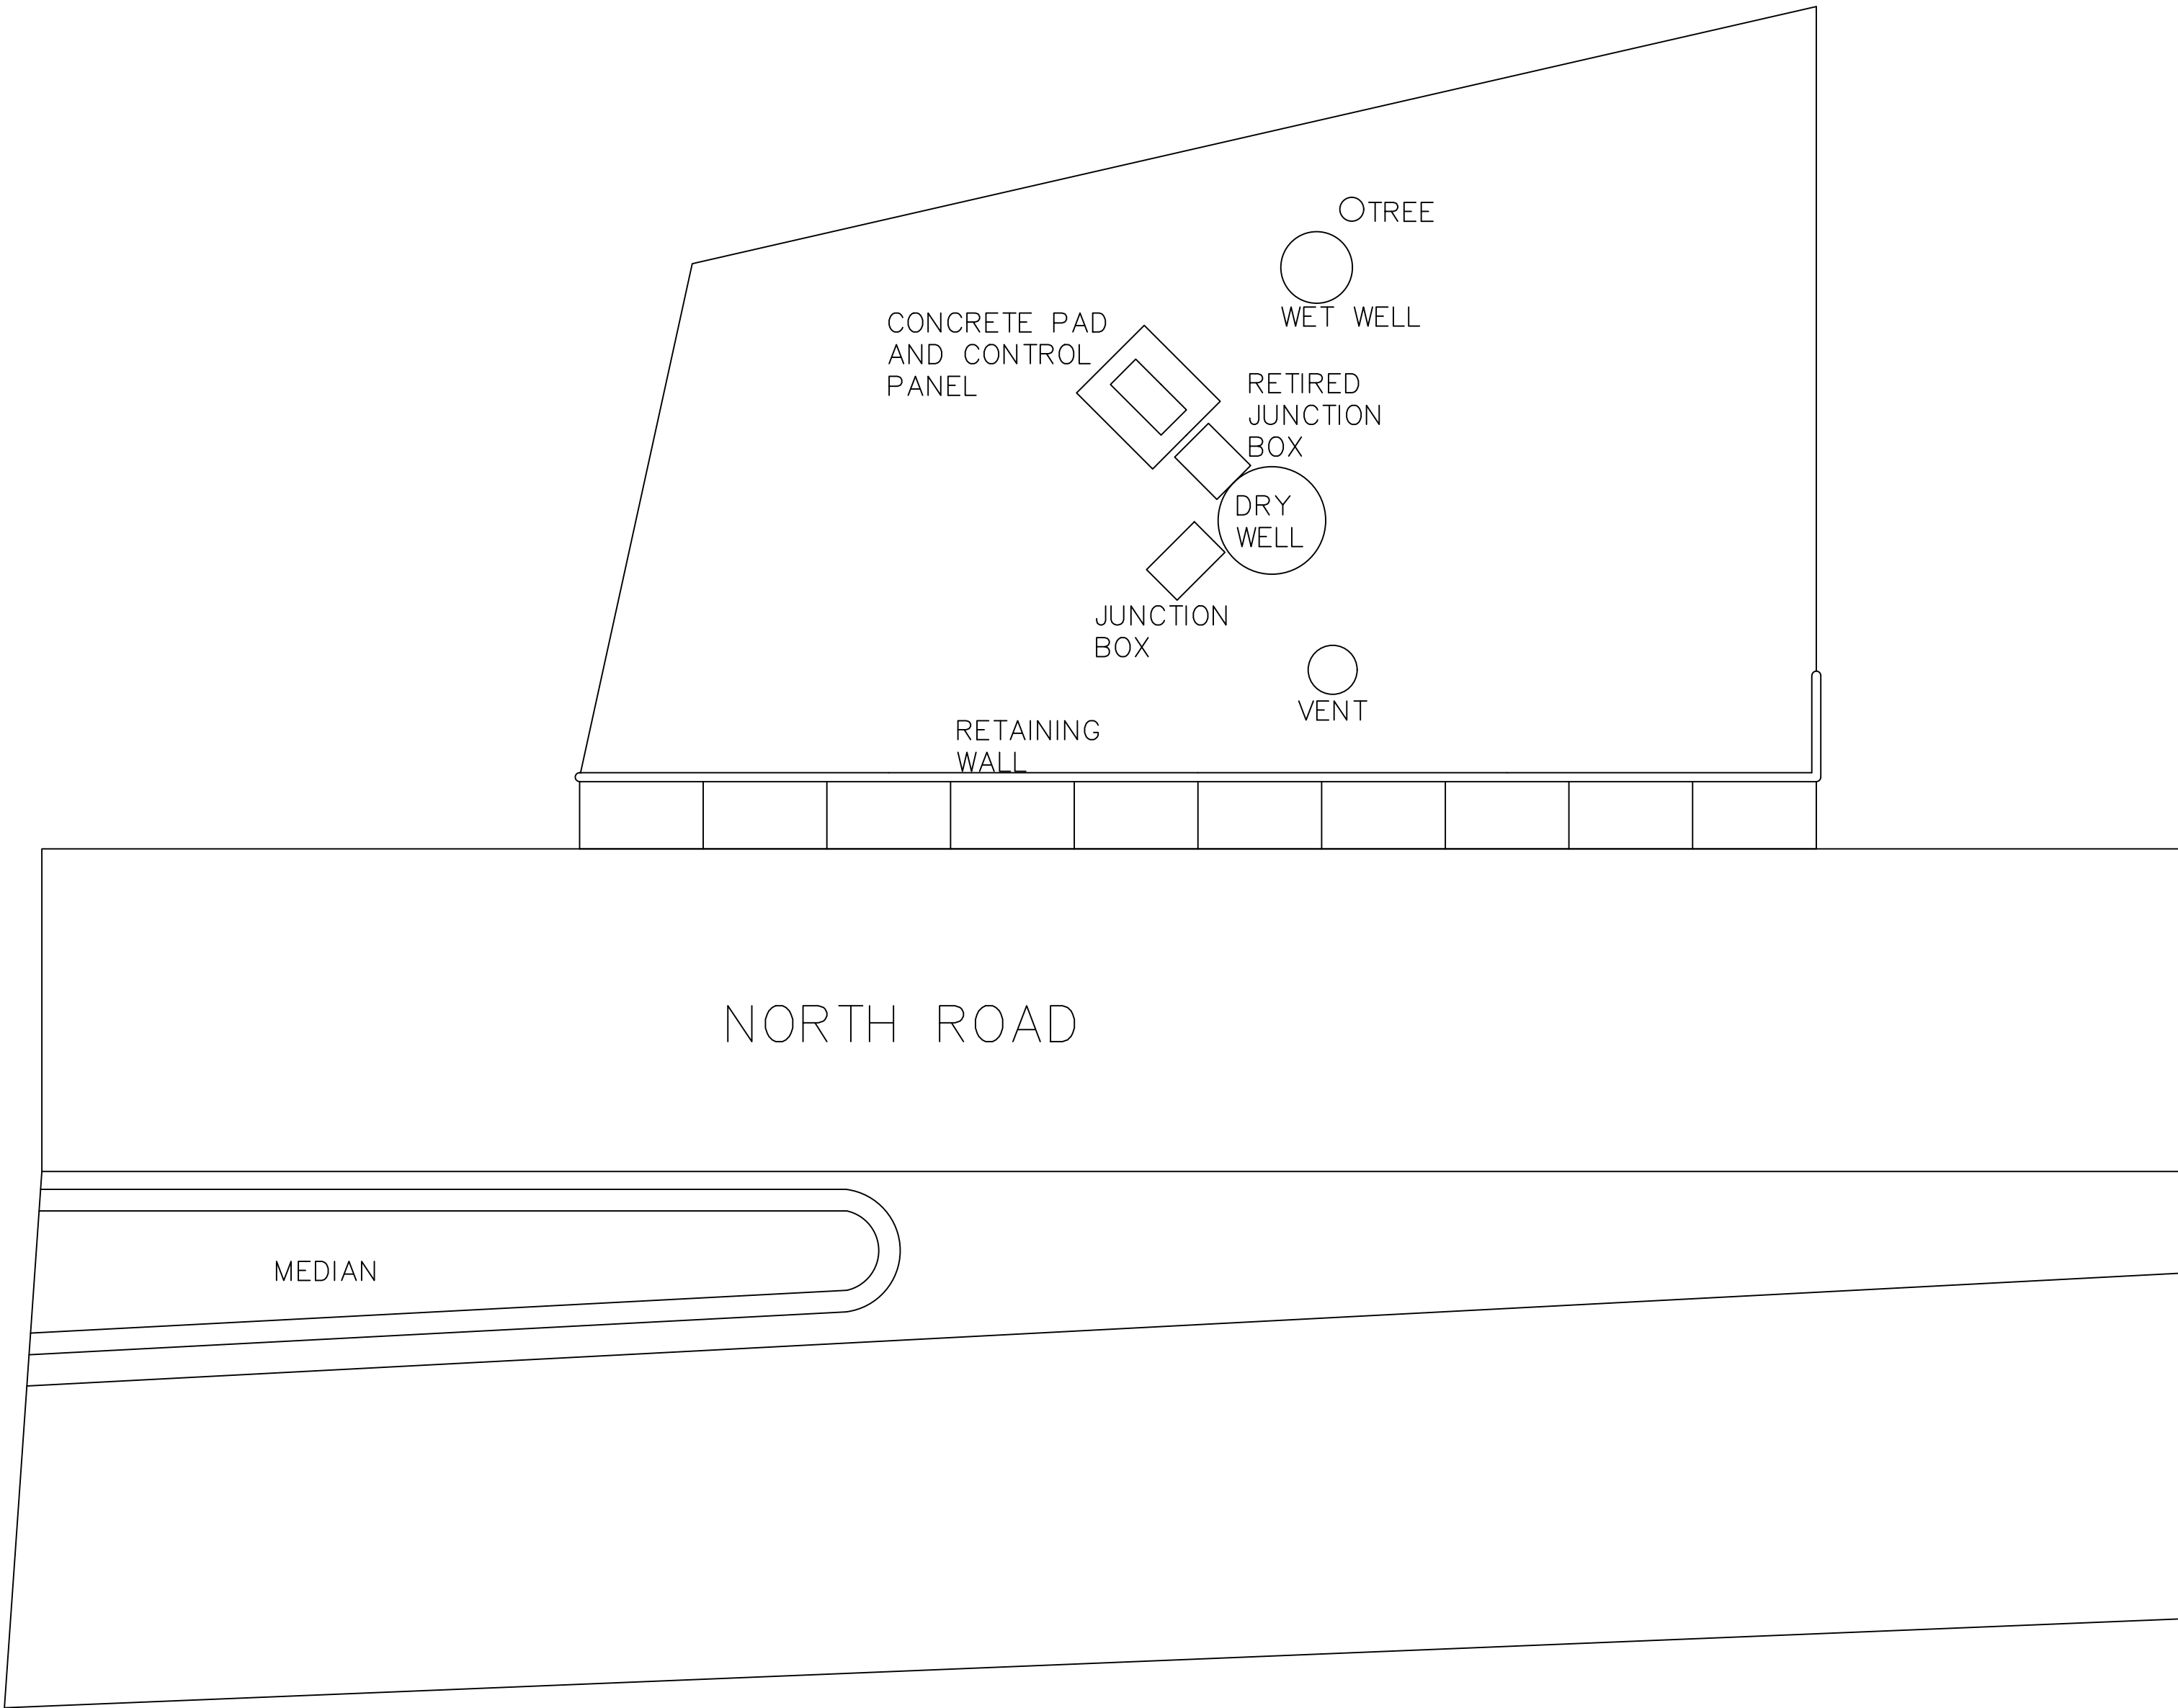 TREE
WET WELL
CONCRETE PAD
AND CONTROL
PANEL
RETIRED
JUNCTION
BOX
DRY
WELL
JUNCTION
BOX
VENT
RETAINING
WALL
NORTH ROAD
MEDIAN